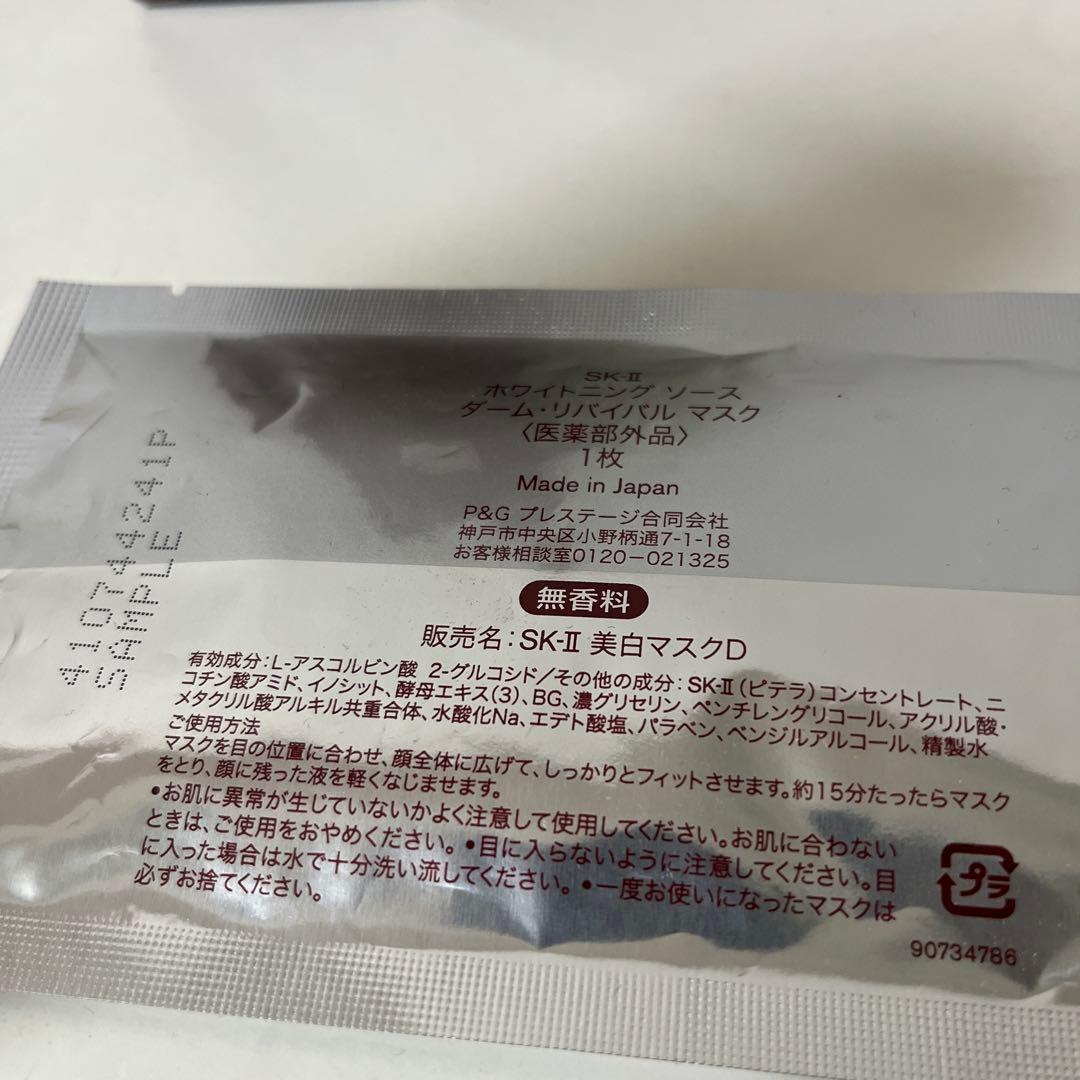 SK-II
ホワイトニング ソース
ダーム・リバイバル マスク
〈医薬部外品〉
1枚
Made in Japan
P&G プレステージ合同会社
神戸市中央区小野柄通7-1-18
お客様相談室0120-021325
無香料
販売名：SK-II 美白マスクD
有効成分：L-アスコルビン酸 2-グルコシド/その他の成分：SK-II（ピテラ）コンセントレート、ニ
コチン酸アミド、イノシット、酵母エキス（3）、BG、濃グリセリン、ペンチレングリコール、アクリル酸・
メタクリル酸アルキル共重合体、水酸化Na、エデト酸塩、パラベン、ベンジルアルコール、精製水
ご使用方法
マスクを目の位置に合わせ、顔全体に広げて、しっかりとフィットさせます。約15分たったらマスク
をとり、顔に残った液を軽くなじませます。
•お肌に異常が生じていないかよく注意して使用してください。お肌に合わない
ときは、ご使用をおやめください。•目に入らないように注意してください。目
に入った場合は水で十分洗い流してください。•一度お使いになったマスクは
必ずお捨てください。
プラ
90734786
410744241P
SAMPLE